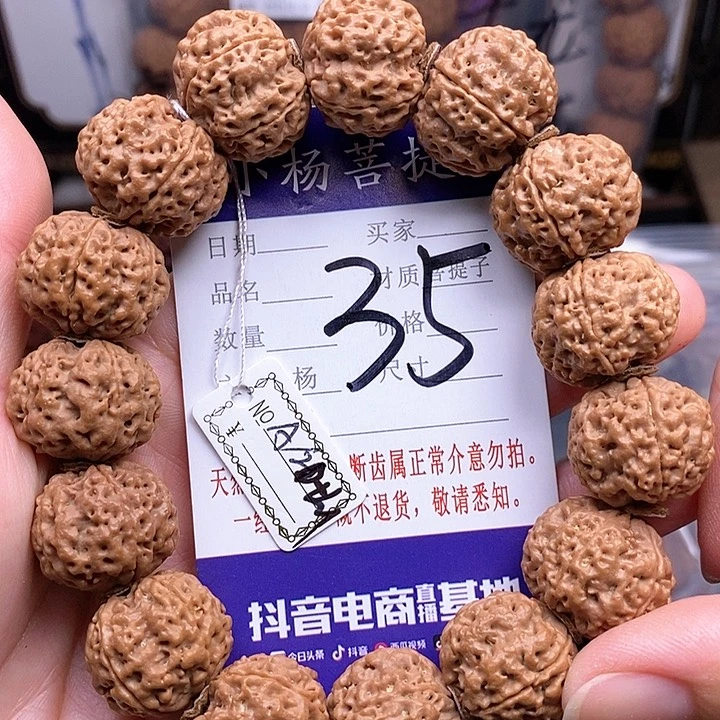 小杨菩提
日期 买家
品名 材质 菩提子
35
数量 价格
杨 尺寸
NO
天 断齿属正常介意勿拍。
一经 不退货，敬请悉知。
抖音电商直播基地
今日头条 抖音 西瓜视频